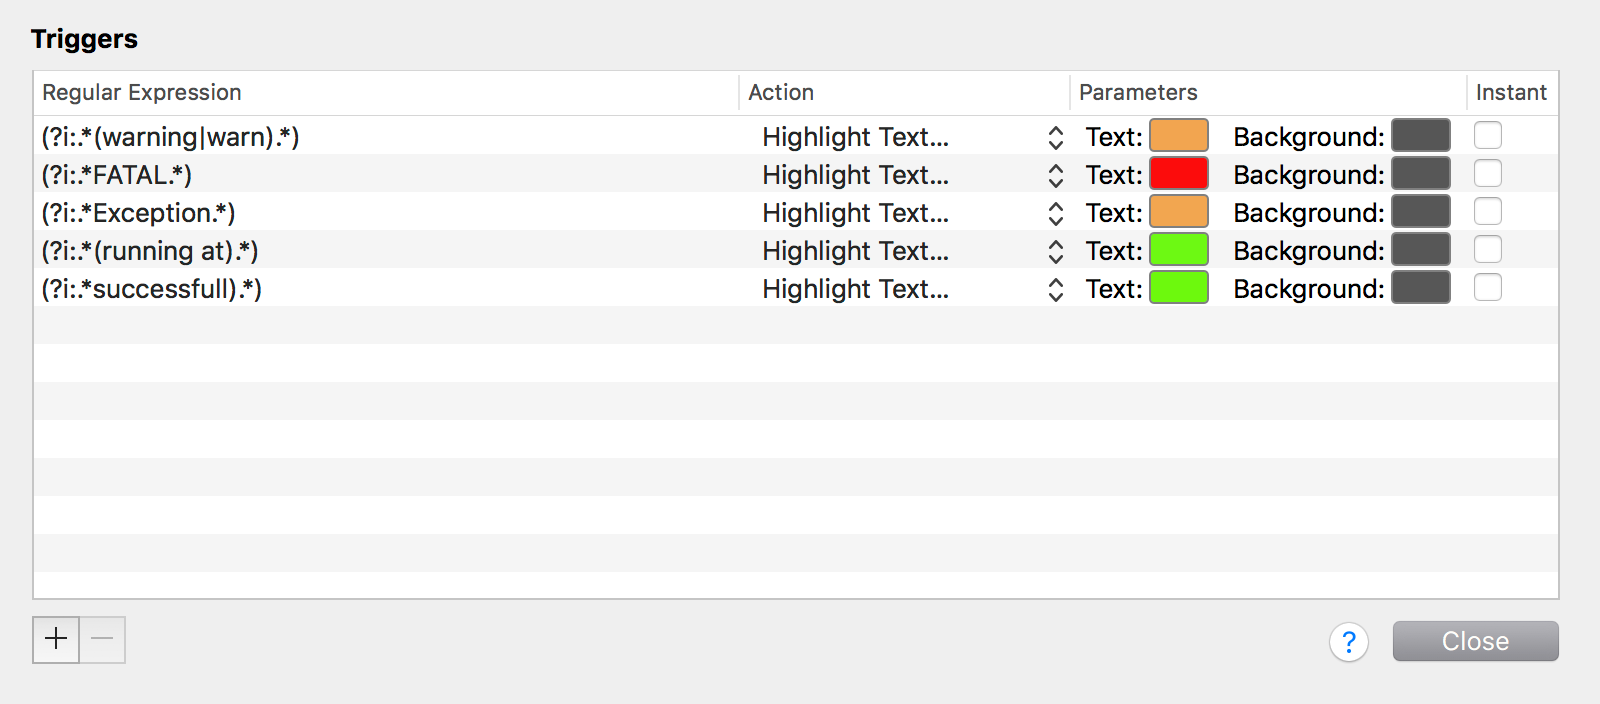 Triggers
Regular Expression Action Parameters Instant
(?i:.*(warning|warn).*) Highlight Text... Text: Background:
(?i:.*FATAL.*) Highlight Text... Text: Background:
(?i:.*Exception.*) Highlight Text... Text: Background:
(?i:.*(running at).*) Highlight Text... Text: Background:
(?i:.*successfull).*) Highlight Text... Text: Background:
+ −
? Close